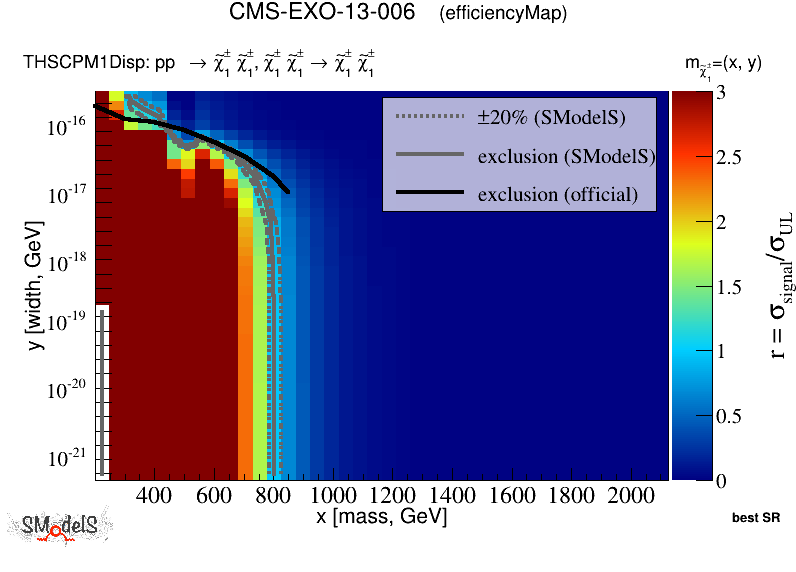 CMS-EXO-13-006 (efficiencyMap)
THSCPM1Disp: pp → χ̃₁± χ̃₁±, χ̃₁± χ̃₁± → χ̃₁± χ̃₁±
m_χ̃₁±=(x, y)
±20% (SModelS)
exclusion (SModelS)
exclusion (official)
10⁻¹⁶
10⁻¹⁷
10⁻¹⁸
10⁻¹⁹
10⁻²⁰
10⁻²¹
y [width, GeV]
400 600 800 1000 1200 1400 1600 1800 2000
x [mass, GeV]
3
2.5
2
1.5
1
0.5
0
r = σ_signal/σ_UL
SModelS
best SR